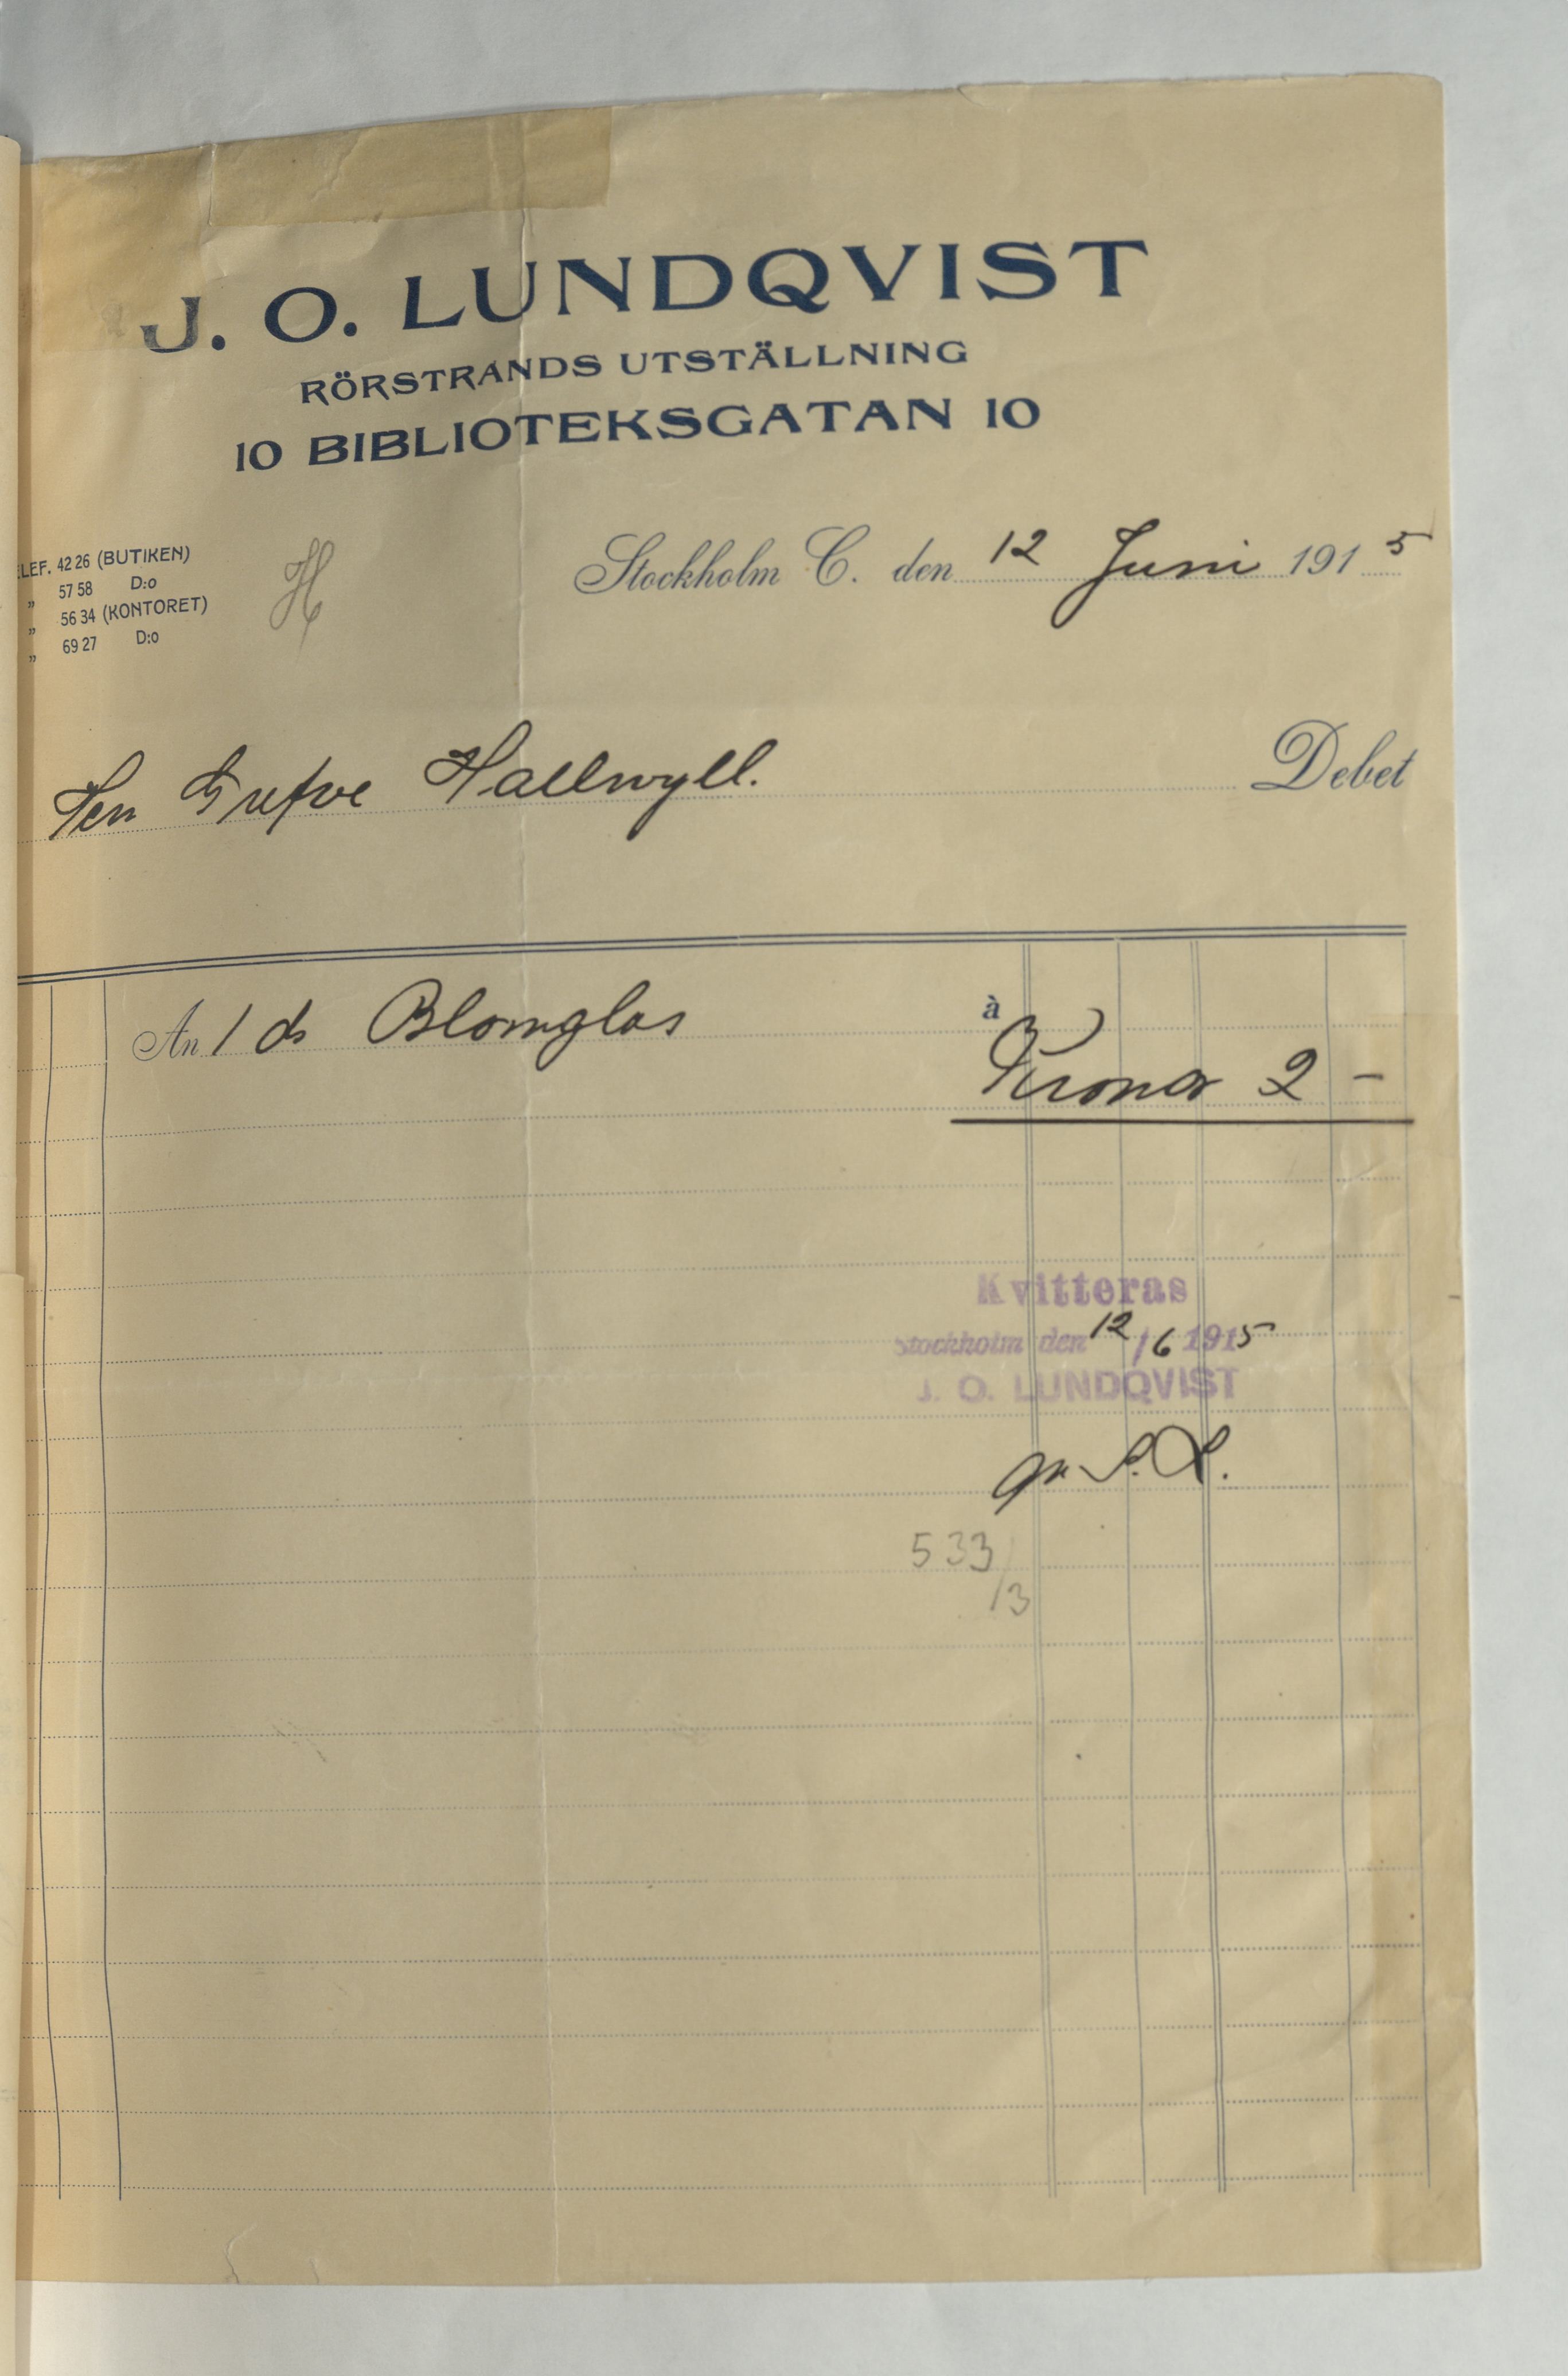 J. O. LUNDQVIST
RÖRSTRANDS UTSTÄLLNING
10 BIBLIOTEKSGATAN 10
LEF. 42 26 (BUTIKEN)
" 57 58 D:o
" 56 34 (KONTORET)
" 69 27 D:o
H
Stockholm C. den 12 Juni 1915
Herr Grefve Hallwyll. Debet
An 1 ds Blomglas à
Kronor 2 –
Kvitteras
Stockholm den 12/6 1915
J. O. LUNDQVIST
533/
13